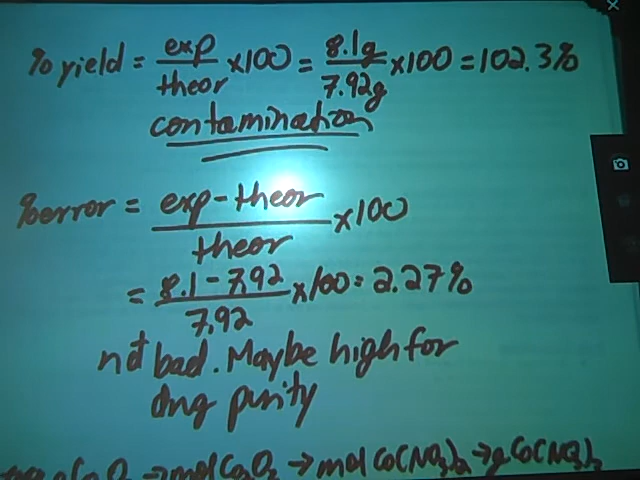 % yield = exp/theor x100 = 8.1g/7.92g x100 = 102.3%
contamination
%error = exp-theor/theor x100
= 8.1-7.92/7.92 x100 = 2.27%
not bad. Maybe high for
drug purity
→ mol Co₂O₃ → mol Co(NO₃)₂ → g Co(NO₃)₂